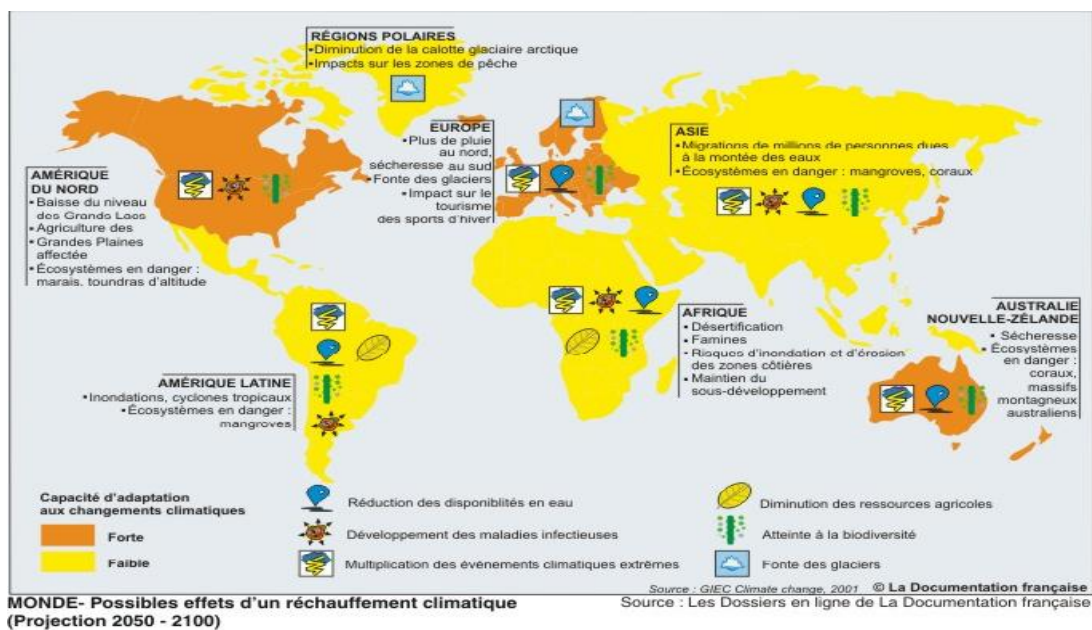 RÉGIONS POLAIRES
•Diminution de la calotte glaciaire arctique
•Impacts sur les zones de pêche
EUROPE
•Plus de pluie
au nord,
sécheresse au sud
•Fonte des glaciers
•Impact sur le
tourisme
des sports d'hiver
ASIE
•Migrations de millions de personnes dues
à la montée des eaux
•Écosystèmes en danger : mangroves, coraux
AMÉRIQUE
DU NORD
•Baisse du niveau
des Grands Lacs
•Agriculture des
•Grandes Plaines
affectée
•Écosystèmes en danger :
marais, toundras d'altitude
AFRIQUE
•Désertification
•Famines
•Risques d'inondation et d'érosion
des zones côtières
•Maintien du
sous-développement
AUSTRALIE
NOUVELLE-ZÉLANDE
•Sécheresse
•Écosystèmes
en danger :
coraux,
massifs
montagneux
australiens
AMÉRIQUE LATINE
•Inondations, cyclones tropicaux
•Écosystèmes en danger :
mangroves
Capacité d'adaptation
aux changements climatiques
Forte
Faible
Réduction des disponiblités en eau
Développement des maladies infectieuses
Multiplication des évènements climatiques extrêmes
Diminution des ressources agricoles
Atteinte à la biodiversité
Fonte des glaciers
Source : GIEC Climate change, 2001 © La Documentation française
MONDE- Possibles effets d'un réchauffement climatique
(Projection 2050 - 2100)
Source : Les Dossiers en ligne de La Documentation française